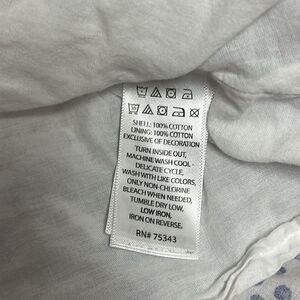 SHELL: 100% COTTON
LINING: 100% COTTON
EXCLUSIVE OF DECORATION
TURN INSIDE OUT,
MACHINE WASH COOL -
DELICATE CYCLE,
WASH WITH LIKE COLORS,
ONLY NON-CHLORINE
BLEACH WHEN NEEDED,
TUMBLE DRY LOW,
LOW IRON,
IRON ON REVERSE.
RN# 75343